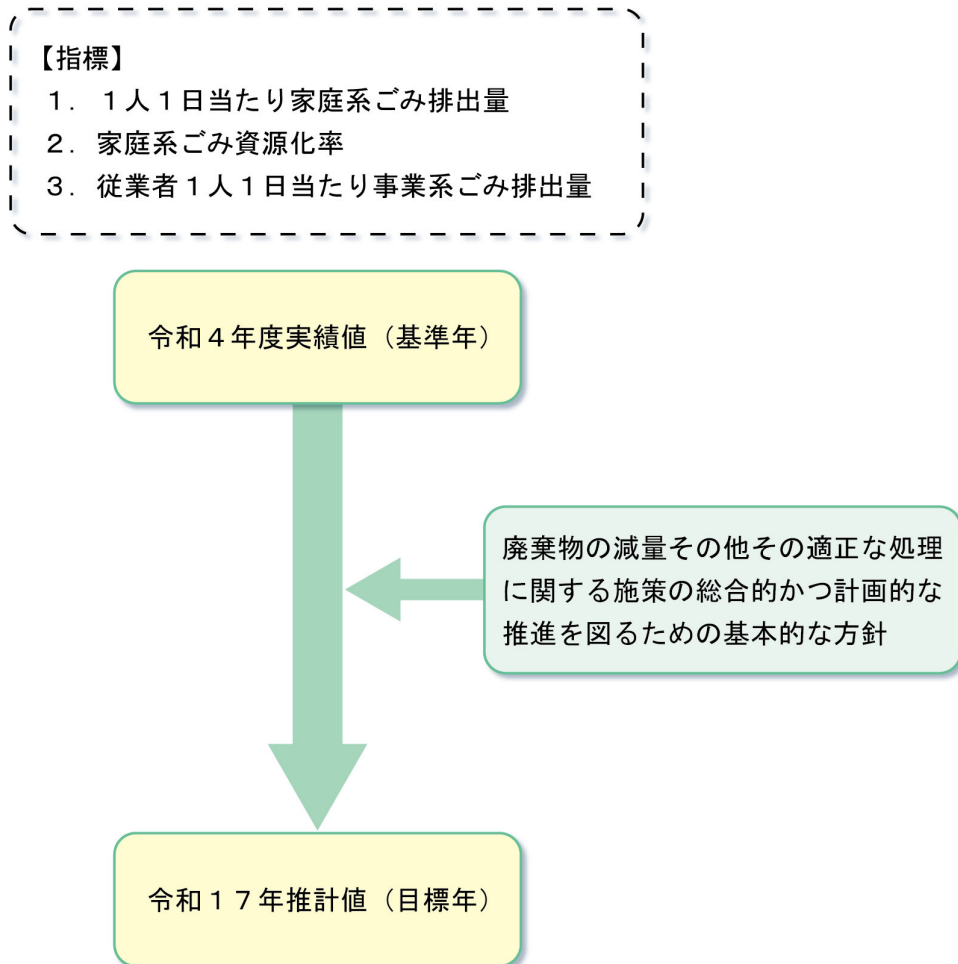 【指標】
１．１人１日当たり家庭系ごみ排出量
２．家庭系ごみ資源化率
３．従業者１人１日当たり事業系ごみ排出量
令和４年度実績値（基準年）
廃棄物の減量その他その適正な処理
に関する施策の総合的かつ計画的な
推進を図るための基本的な方針
令和１７年推計値（目標年）